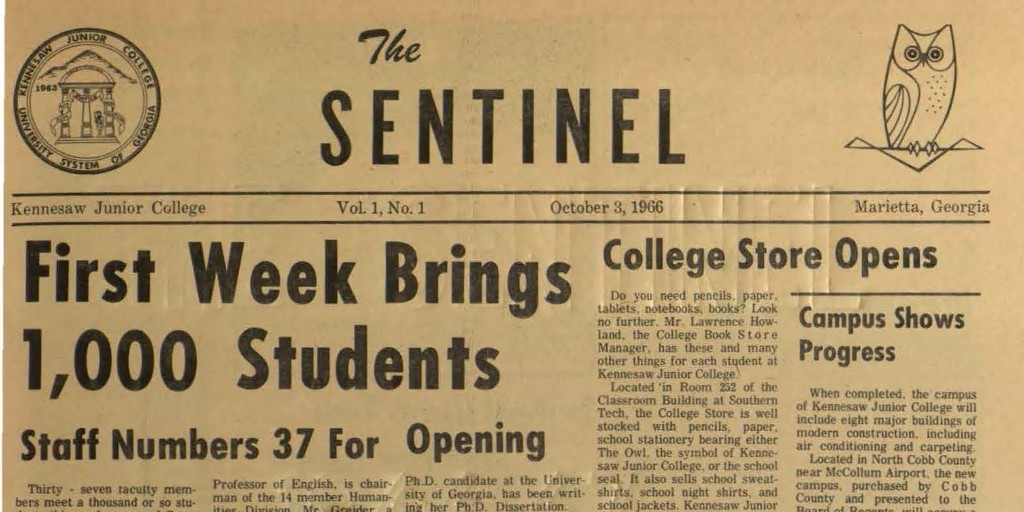 KENNESAW JUNIOR COLLEGE
1963
UNIVERSITY SYSTEM OF GEORGIA
The
SENTINEL
Kennesaw Junior College Vol. 1, No. 1 October 3, 1966 Marietta, Georgia
First Week Brings
1,000 Students
Staff Numbers 37 For Opening
Thirty - seven faculty mem-
bers meet a thousand or so stu-
Professor of English, is chair-
man of the 14 member Human-
ities Division. Mr. Greider, a
Ph.D. candidate at the Univer-
sity of Georgia, has been writ-
ing her Ph.D. Dissertation.
College Store Opens
Do you need pencils, paper,
tablets, notebooks, books? Look
no further. Mr. Lawrence How-
land, the College Book Store
Manager, has these and many
other things for each student at
Kennesaw Junior College.
Located in Room 252 of the
Classroom Building at Southern
Tech, the College Store is well
stocked with pencils, paper,
school stationery bearing either
The Owl, the symbol of Kenne-
saw Junior College, or the school
seal. It also sells school sweat-
shirts, school night shirts, and
school jackets. Kennesaw Junior
Campus Shows
Progress
When completed, the campus
of Kennesaw Junior College will
include eight major buildings of
modern construction, including
air conditioning and carpeting.
Located in North Cobb County
near McCollum Airport, the new
campus, purchased by Cobb
County and presented to the
Board of Regents, will